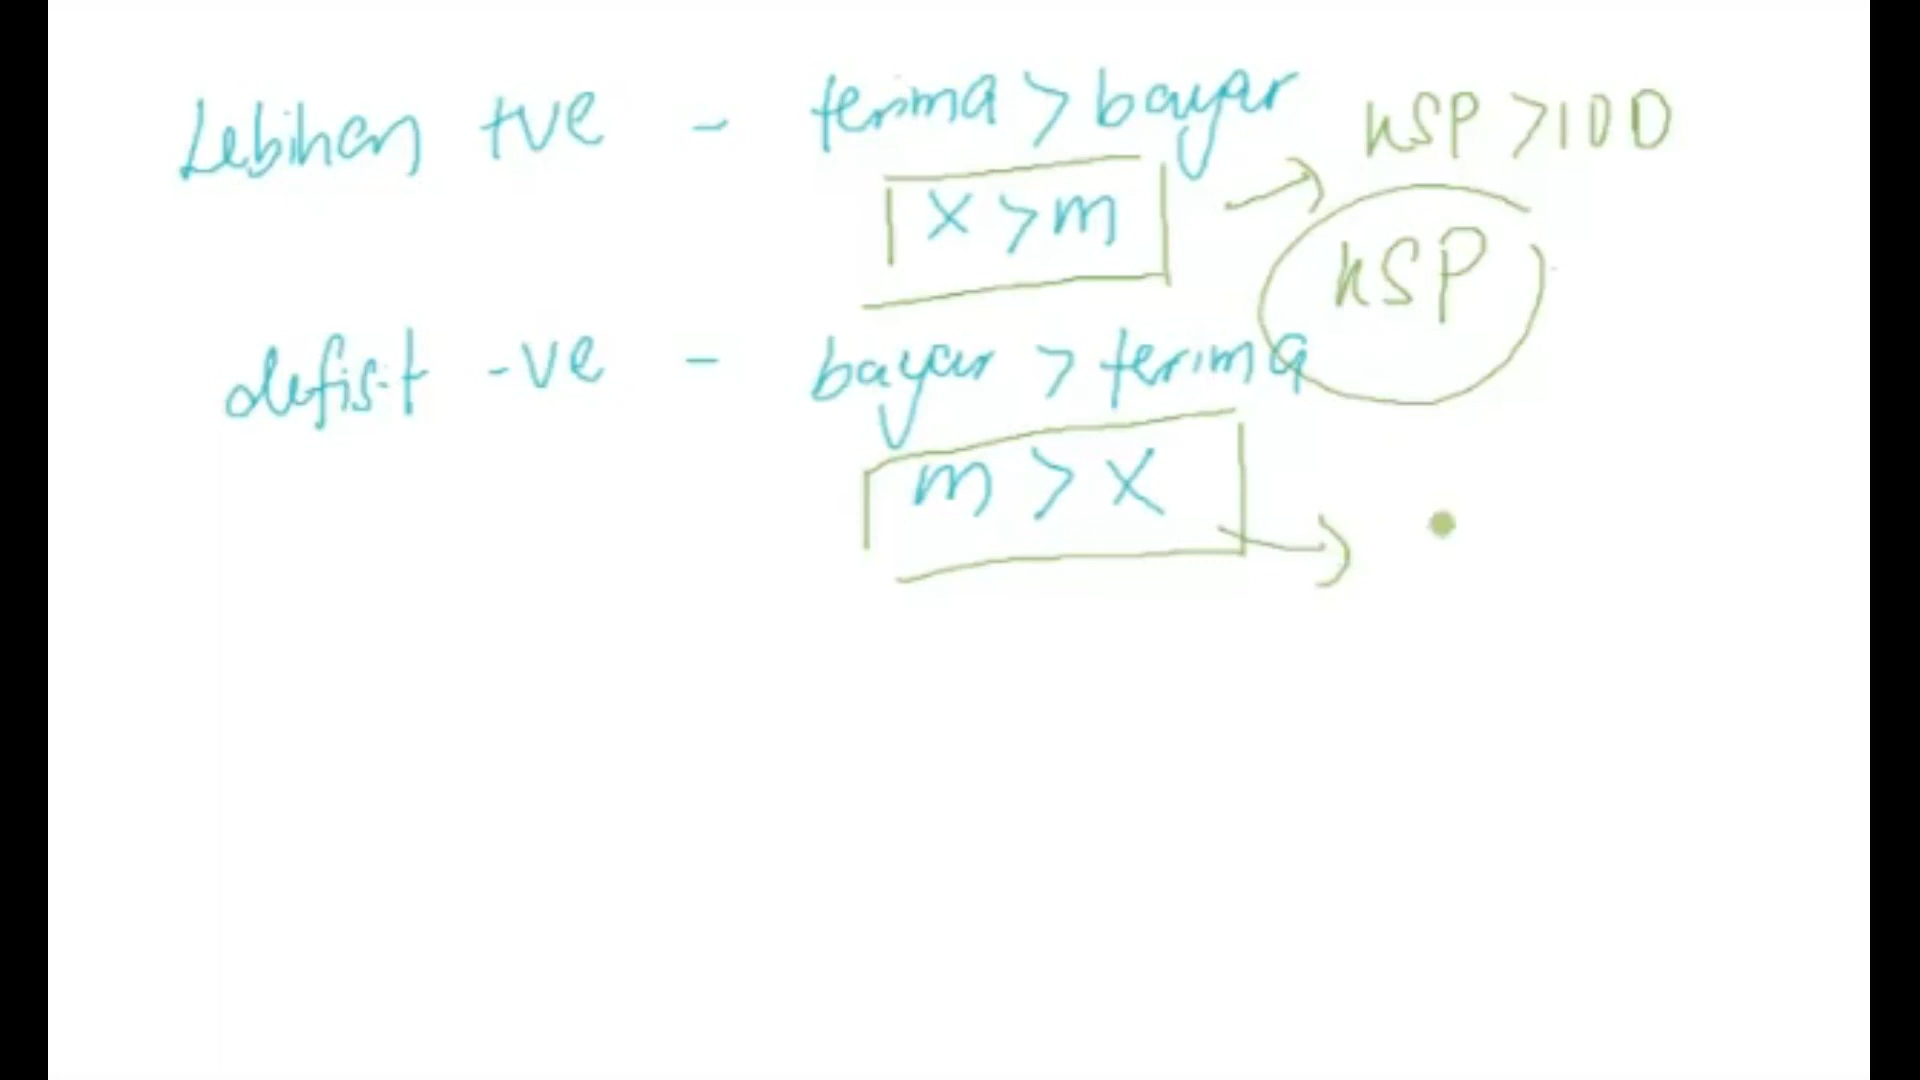 Lebihan +ve - terima > bayar KSP > 100
x > m → KSP
defisit -ve - bayar > terima
m > x →